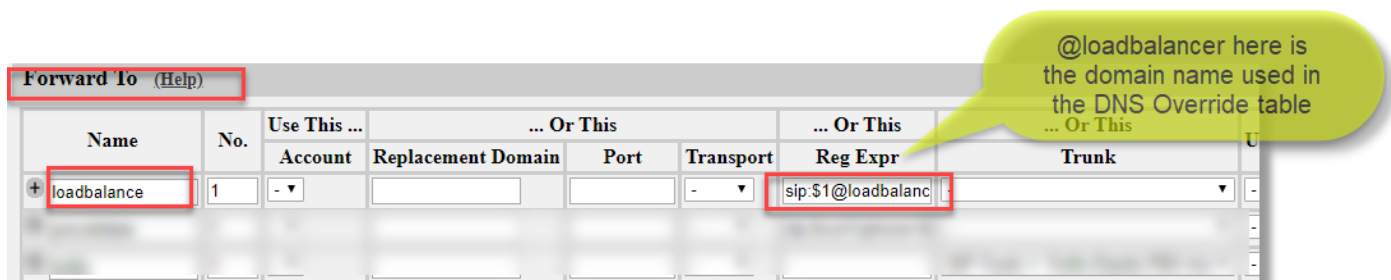 @loadbalancer here is
the domain name used in
the DNS Override table
Forward To (Help)
Name No. Use This ... ... Or This ... Or This ... Or This
Account Replacement Domain Port Transport Reg Expr Trunk U
+ loadbalance 1 - - sip:$1@loadbalanc - -
-
-